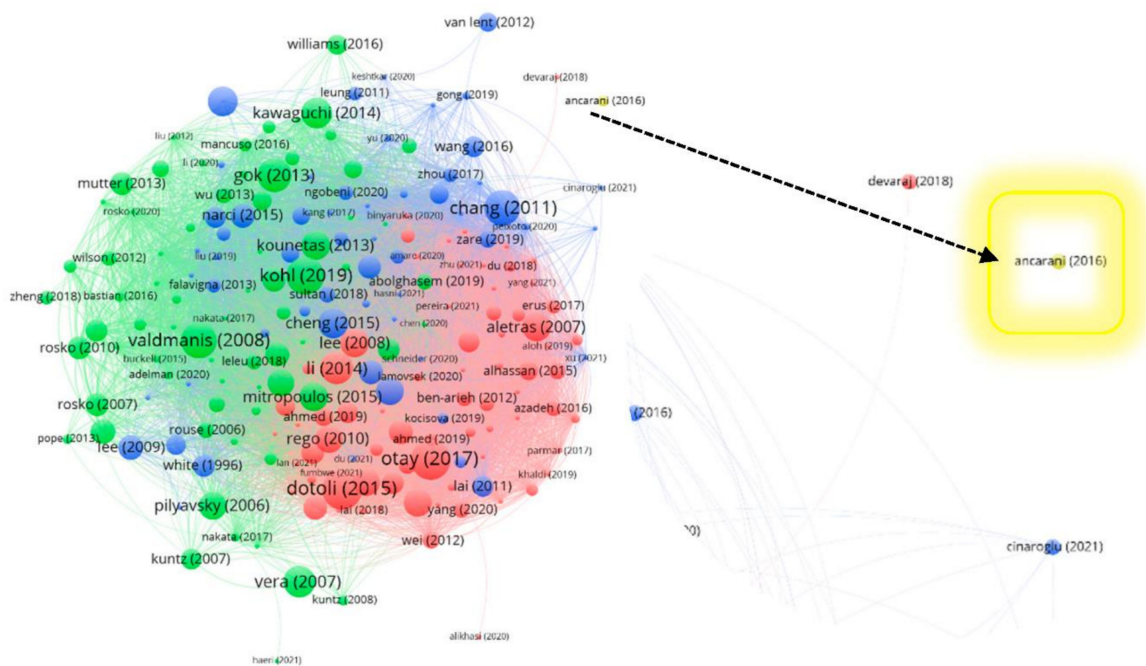 van lent (2012)
williams (2016)
keshtkar (2020)
devaraj (2018)
leung (2011)
gong (2019)
ancarani (2016)
kawaguchi (2014)
liu (2012)
mancuso (2016)
yu (2020)
wang (2016)
li (2020)
gok (2013)
zhou (2017)
mutter (2013)
wu (2013)
ngobeni (2020)
cinaroglu (2021)
devaraj (2018)
rosko (2020)
narci (2015)
kang (2017)
binyaruka (2020)
chang (2011)
peixoto (2020)
kounetas (2013)
zare (2019)
wilson (2012)
liu (2019)
amaro (2020)
zhu (2021)
du (2018)
ancarani (2016)
kohl (2019)
abolghasem (2019)
yang (2021)
zheng (2018)
bastian (2016)
falavigna (2013)
sultan (2018)
hasni (2021)
pereira (2021)
erus (2017)
nakata (2017)
cheng (2015)
chen (2020)
aletras (2007)
valdmanis (2008)
lee (2008)
aloh (2019)
rosko (2010)
buckell (2015)
leleu (2018)
schneider (2020)
xu (2021)
adelman (2020)
li (2014)
lamovsek (2020)
alhassan (2015)
mitropoulos (2015)
ben-arieh (2012)
rosko (2007)
ahmed (2019)
kocisova (2019)
azadeh (2016)
(2016)
pope (2013)
rouse (2006)
rego (2010)
ahmed (2019)
lee (2009)
parmar (2017)
white (1996)
lan (2021)
du (2021)
otay (2017)
fumbwe (2021)
khaldi (2019)
dotoli (2015)
lai (2011)
pilyavsky (2006)
lai (2018)
yang (2020)
nakata (2017)
wei (2012)
20)
cinaroglu (2021)
kuntz (2007)
vera (2007)
kuntz (2008)
alikhasi (2020)
haeri (2021)